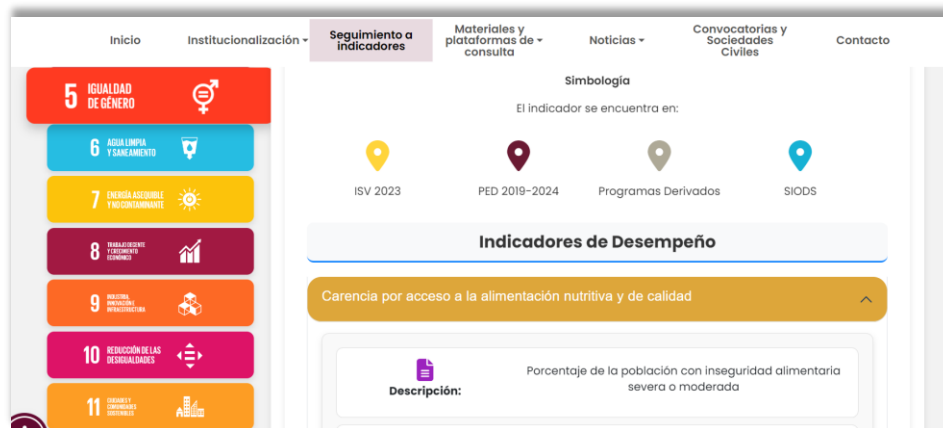 Inicio
Institucionalización
Seguimiento a
indicadores
Materiales y
plataformas de
consulta
Noticias
Convocatorias y
Sociedades
Civiles
Contacto
5 IGUALDAD
DE GÉNERO
6 AGUA LIMPIA
Y SANEAMIENTO
7 ENERGÍA ASEQUIBLE
Y NO CONTAMINANTE
8 TRABAJO DECENTE
Y CRECIMIENTO
ECONÓMICO
9 INDUSTRIA,
INNOVACIÓN E
INFRAESTRUCTURA
10 REDUCCIÓN DE LAS
DESIGUALDADES
11 CIUDADES Y
COMUNIDADES
SOSTENIBLES
Simbología
El indicador se encuentra en:
ISV 2023
PED 2019-2024
Programas Derivados
SIODS
Indicadores de Desempeño
Carencia por acceso a la alimentación nutritiva y de calidad
Descripción:
Porcentaje de la población con inseguridad alimentaria
severa o moderada